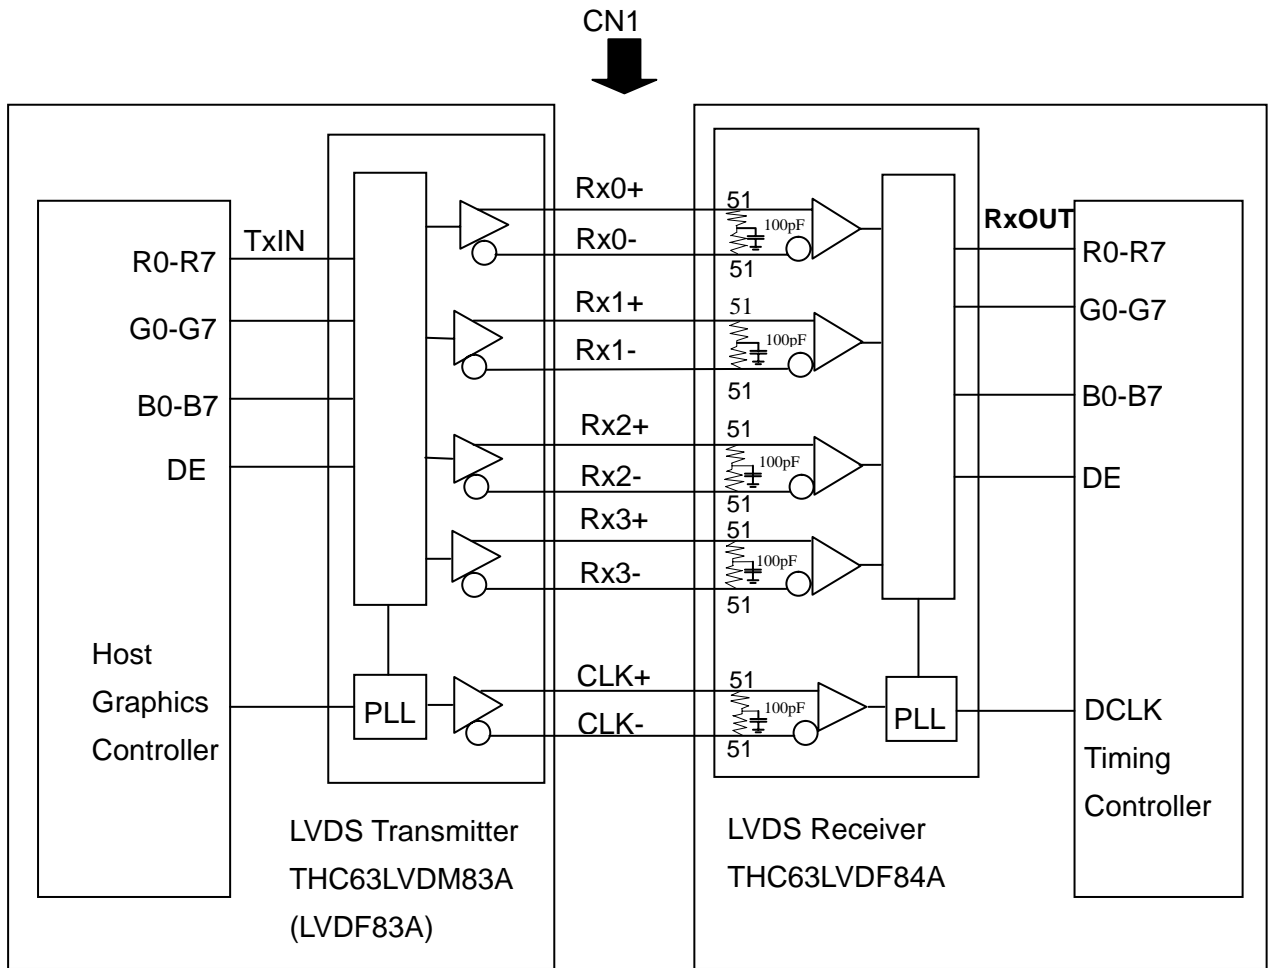 CN1
TxIN
R0-R7
G0-G7
B0-B7
DE
Host
Graphics
Controller
PLL
LVDS Transmitter
THC63LVDM83A
(LVDF83A)
Rx0+
Rx0-
Rx1+
Rx1-
Rx2+
Rx2-
Rx3+
Rx3-
CLK+
CLK-
51
100pF
51
51
100pF
51
51
100pF
51
51
100pF
51
51
100pF
51
PLL
LVDS Receiver
THC63LVDF84A
RxOUT
R0-R7
G0-G7
B0-B7
DE
DCLK
Timing
Controller